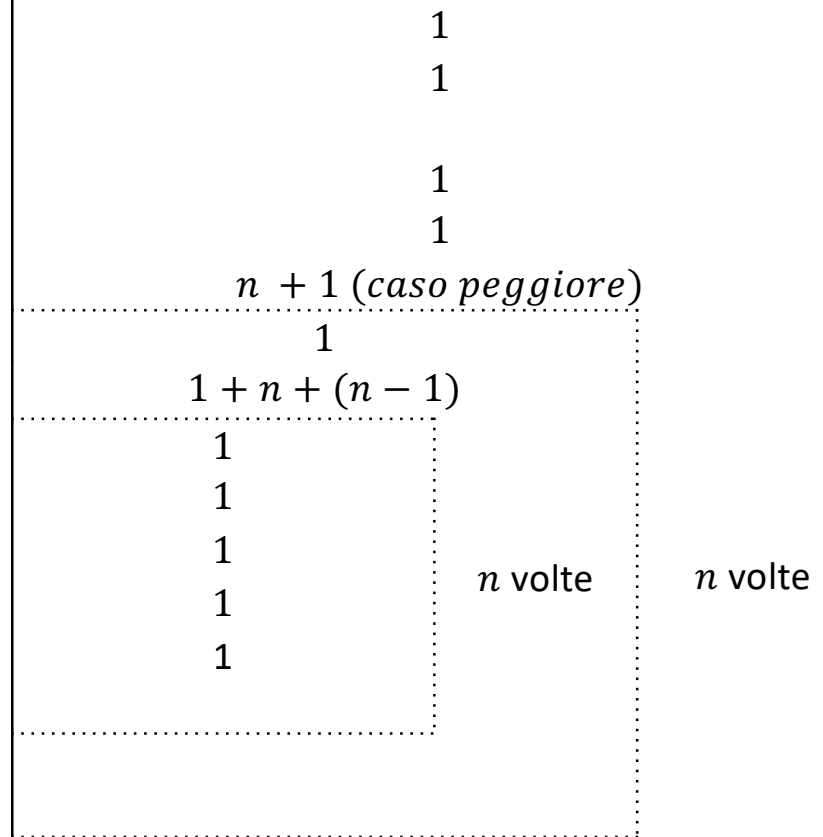 1
1
1
1
n + 1 (caso peggiore)
1
1 + n + (n − 1)
1
1
1
1
1
n volte
n volte